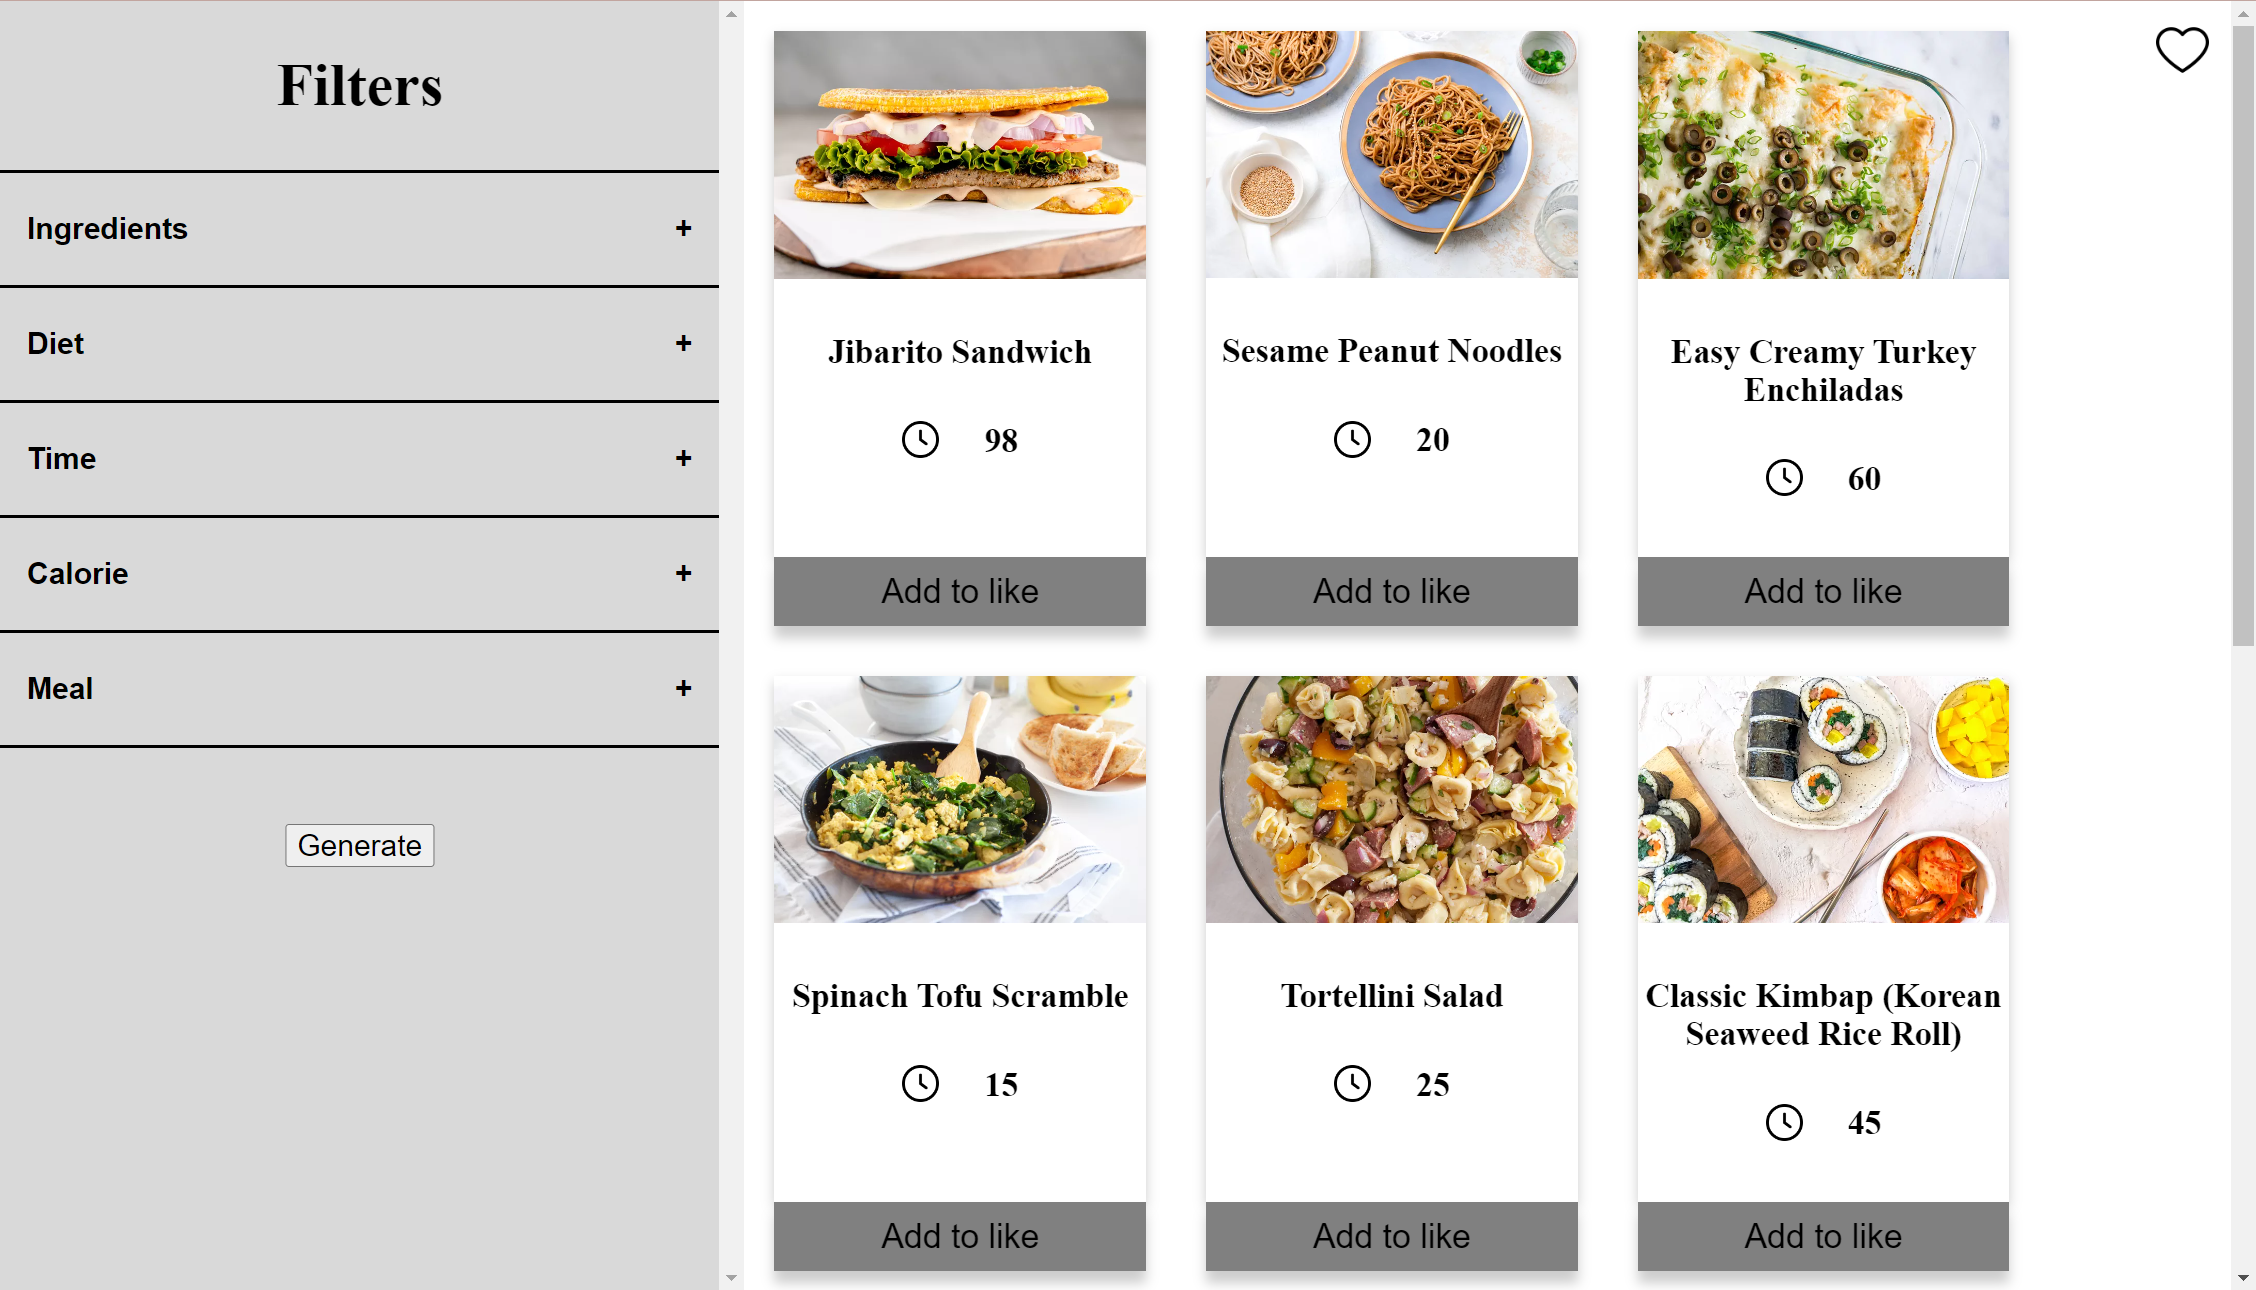 Filters
Ingredients +
Diet +
Time +
Calorie +
Meal +
Generate
Jibarito Sandwich
98
Add to like
Sesame Peanut Noodles
20
Add to like
Easy Creamy Turkey
Enchiladas
60
Add to like
Spinach Tofu Scramble
15
Add to like
Tortellini Salad
25
Add to like
Classic Kimbap (Korean
Seaweed Rice Roll)
45
Add to like